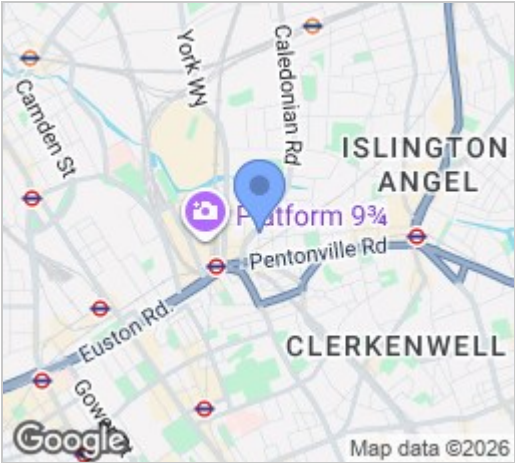 York Wy
Caledonian Rd
Camden St
ISLINGTON
ANGEL
Platform 9¾
Pentonville Rd
Euston Rd.
CLERKENWELL
Gower St
Google
Map data ©2026